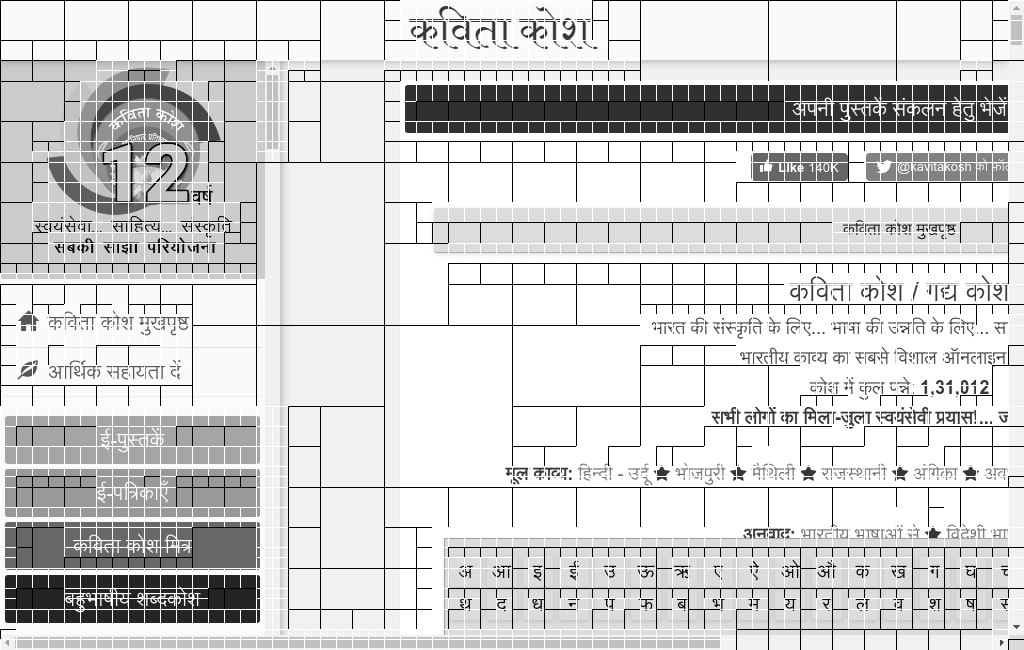 कविता कोश
कविता कोश
12
वर्ष
स्वयंसेवा... साहित्य... संस्कृति
सबकी साझा परियोजना
कविता कोश मुखपृष्ठ
आर्थिक सहायता दें
ई-पुस्तकें
ई-पत्रिकाएँ
कविता कोश मित्र
बहुभाषीय शब्दकोश
अपनी पुस्तकें संकलन हेतु भेजें
Like 140K
@kavitakosh को
कविता कोश मुखपृष्ठ
कविता कोश / गद्य कोश
भारत की संस्कृति के लिए... भाषा की उन्नति के लिए...
भारतीय काव्य का सबसे विशाल ऑनलाइन
कोश में कुल पन्ने: 1,31,012
सभी लोगों का मिला-जुला स्वयंसेवी प्रयास!...
मूल काव्य: हिन्दी - उर्दू ★ भोजपुरी ★ मैथिली ★ राजस्थानी ★ अंगिका ★
अनुवाद: भारतीय भाषाओं से ★ विदेशी
अ आ इ ई उ ऊ ऋ ए ऐ ओ औ क ख ग घ
थ द ध न प फ ब भ म य र ल व श ष